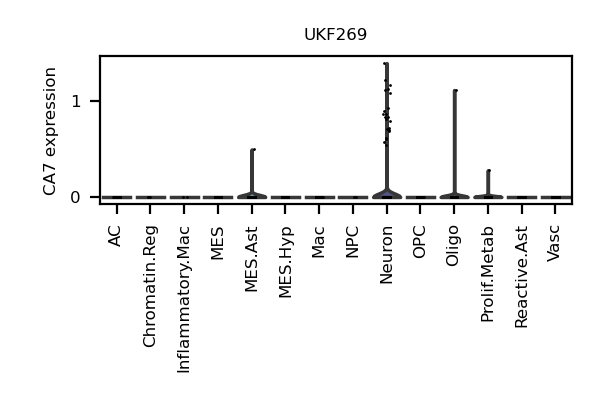 UKF269
CA7 expression
1
0
AC
Chromatin.Reg
Inflammatory.Mac
MES
MES.Ast
MES.Hyp
Mac
NPC
Neuron
OPC
Oligo
Prolif.Metab
Reactive.Ast
Vasc